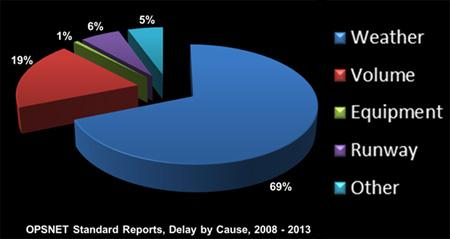 5%
6%
1%
19%
69%
Weather
Volume
Equipment
Runway
Other
OPSNET Standard Reports, Delay by Cause, 2008 - 2013